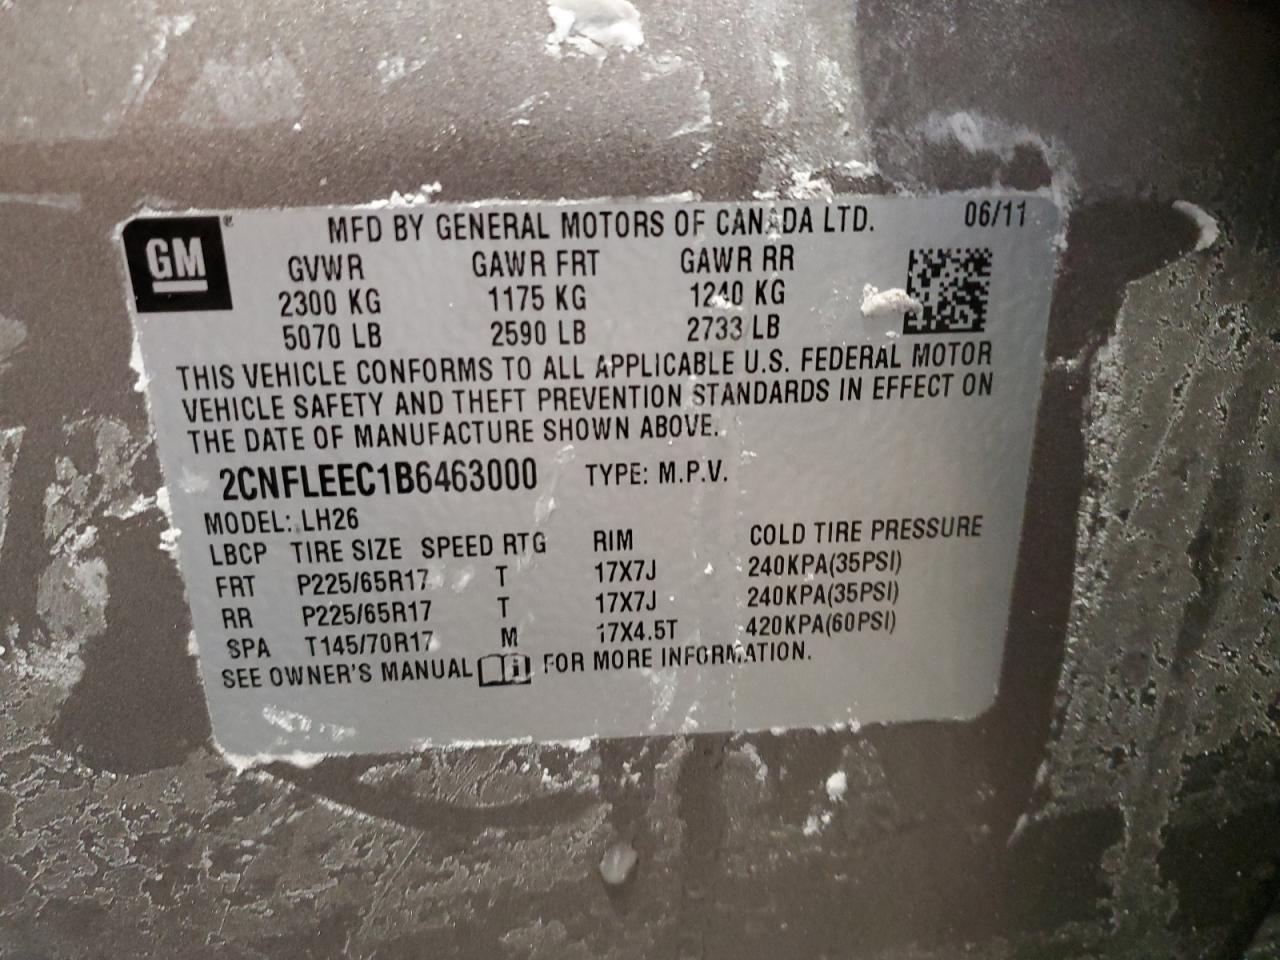 GM® MFD BY GENERAL MOTORS OF CANADA LTD. 06/11
GVWR GAWR FRT GAWR RR
2300 KG 1175 KG 1240 KG
5070 LB 2590 LB 2733 LB
THIS VEHICLE CONFORMS TO ALL APPLICABLE U.S. FEDERAL MOTOR
VEHICLE SAFETY AND THEFT PREVENTION STANDARDS IN EFFECT ON
THE DATE OF MANUFACTURE SHOWN ABOVE.
2CNFLEEC1B6463000 TYPE: M.P.V.
MODEL: LH26
LBCP TIRE SIZE SPEED RTG RIM COLD TIRE PRESSURE
FRT P225/65R17 T 17X7J 240KPA(35PSI)
RR P225/65R17 T 17X7J 240KPA(35PSI)
SPA T145/70R17 M 17X4.5T 420KPA(60PSI)
SEE OWNER'S MANUAL i FOR MORE INFORMATION.